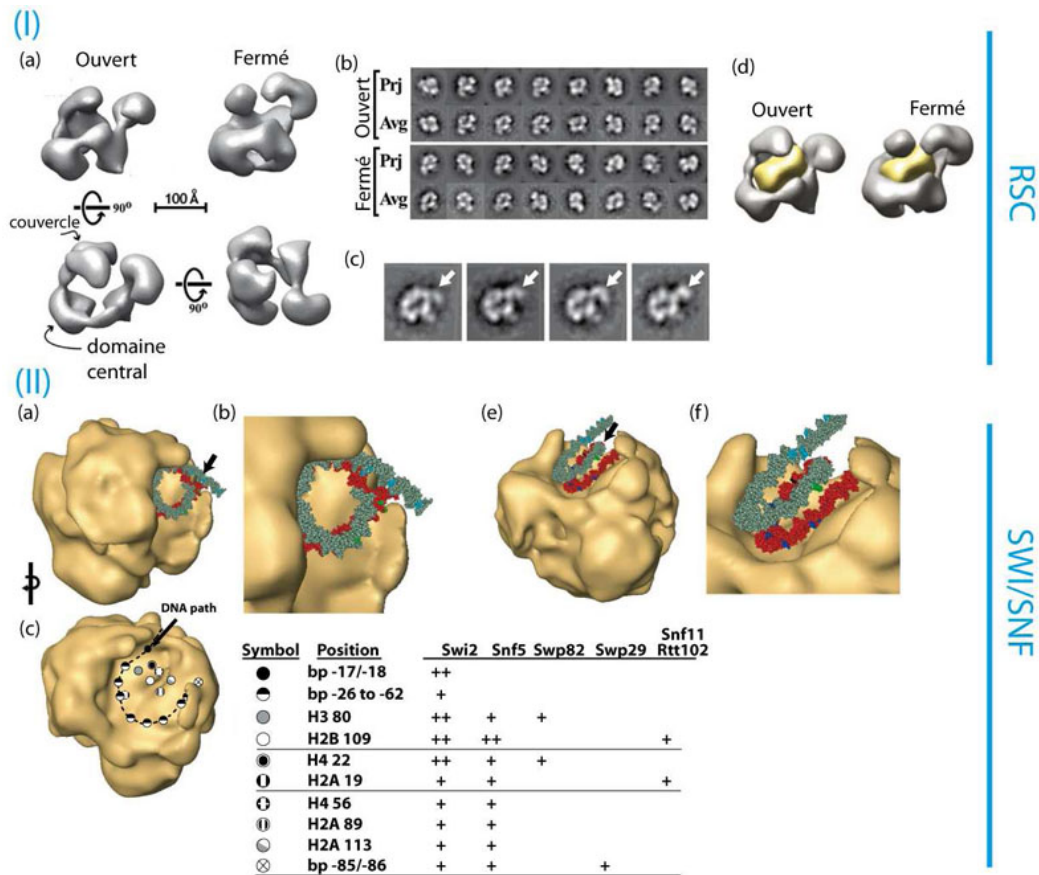 (I)
(a)
Ouvert
Fermé
90°
100 Å
couvercle
90°
domaine
central
(b)
Ouvert
Prj
Avg
Fermé
Prj
Avg
(c)
(d)
Ouvert
Fermé
RSC
(II)
(a)
(b)
(e)
(f)
(c)
DNA path
SWI/SNF
Snf11
Symbol Position Swi2 Snf5 Swp82 Swp29 Rtt102
bp -17/-18 ++
bp -26 to -62 +
H3 80 ++ + +
H2B 109 ++ ++ +
H4 22 ++ + +
H2A 19 + + +
H4 56 + +
H2A 89 + +
H2A 113 + +
bp -85/-86 + + +